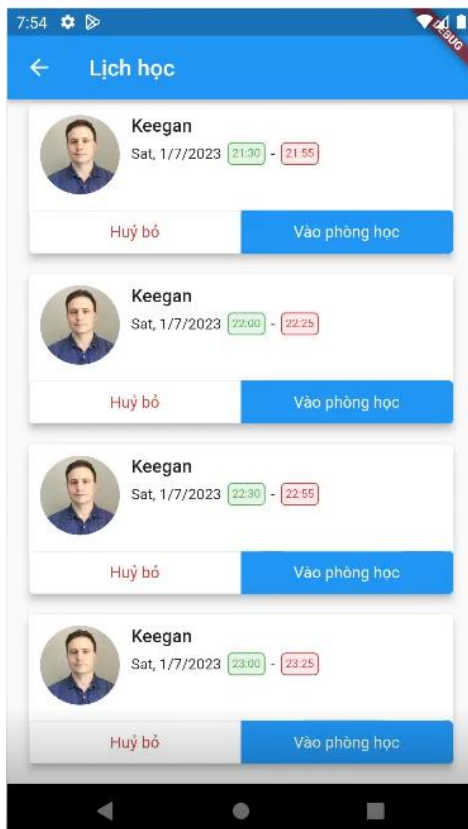 7:54
DEBUG
Lịch học
Keegan
Sat, 1/7/2023 21:30 - 21:55
Huỷ bỏ Vào phòng học
Keegan
Sat, 1/7/2023 22:00 - 22:25
Huỷ bỏ Vào phòng học
Keegan
Sat, 1/7/2023 22:30 - 22:55
Huỷ bỏ Vào phòng học
Keegan
Sat, 1/7/2023 23:00 - 23:25
Huỷ bỏ Vào phòng học